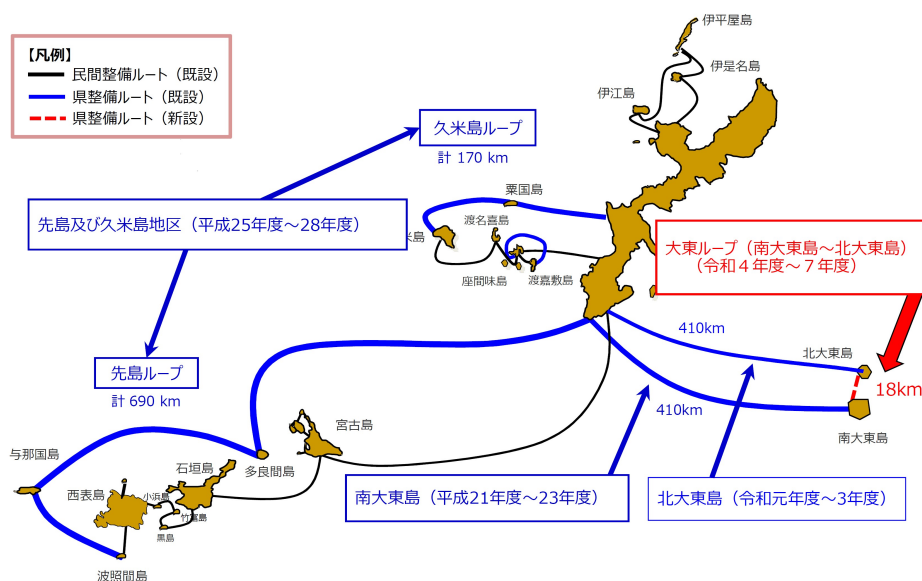 【凡例】
民間整備ルート（既設）
県整備ルート（既設）
県整備ルート（新設）
伊平屋島
伊是名島
伊江島
久米島ループ
計 170 km
粟国島
先島及び久米島地区（平成25年度～28年度）
米島
渡名喜島
座間味島
渡嘉敷島
大東ループ（南大東島～北大東島）
（令和４年度～７年度）
410km
北大東島
18km
410km
南大東島
先島ループ
計 690 km
宮古島
多良間島
与那国島
石垣島
西表島
小浜島
竹富島
黒島
波照間島
南大東島（平成21年度～23年度）
北大東島（令和元年度～3年度）